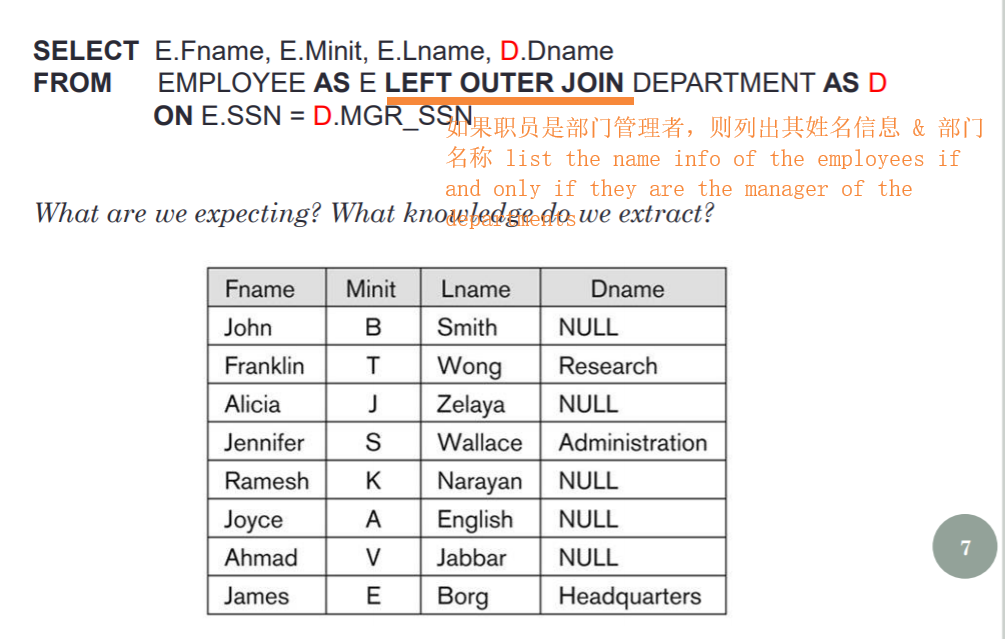 SELECT E.Fname, E.Minit, E.Lname, D.Dname
FROM EMPLOYEE AS E LEFT OUTER JOIN DEPARTMENT AS D
ON E.SSN = D.MGR_SSN
如果职员是部门管理者，则列出其姓名信息 & 部门
名称 list the name info of the employees if
and only if they are the manager of the
departments
What are we expecting? What knowledge do we extract?
Fname Minit Lname Dname
John B Smith NULL
Franklin T Wong Research
Alicia J Zelaya NULL
Jennifer S Wallace Administration
Ramesh K Narayan NULL
Joyce A English NULL
Ahmad V Jabbar NULL
James E Borg Headquarters
7